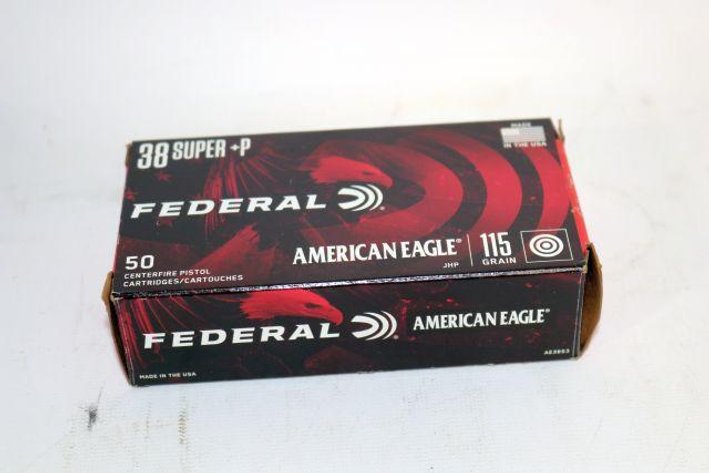 38 SUPER +P
MADE
IN THE USA
FEDERAL
50
CENTERFIRE PISTOL
CARTRIDGES/CARTOUCHES
AMERICAN EAGLE®
JHP
115
GRAIN
FEDERAL
AMERICAN EAGLE®
MADE IN THE USA